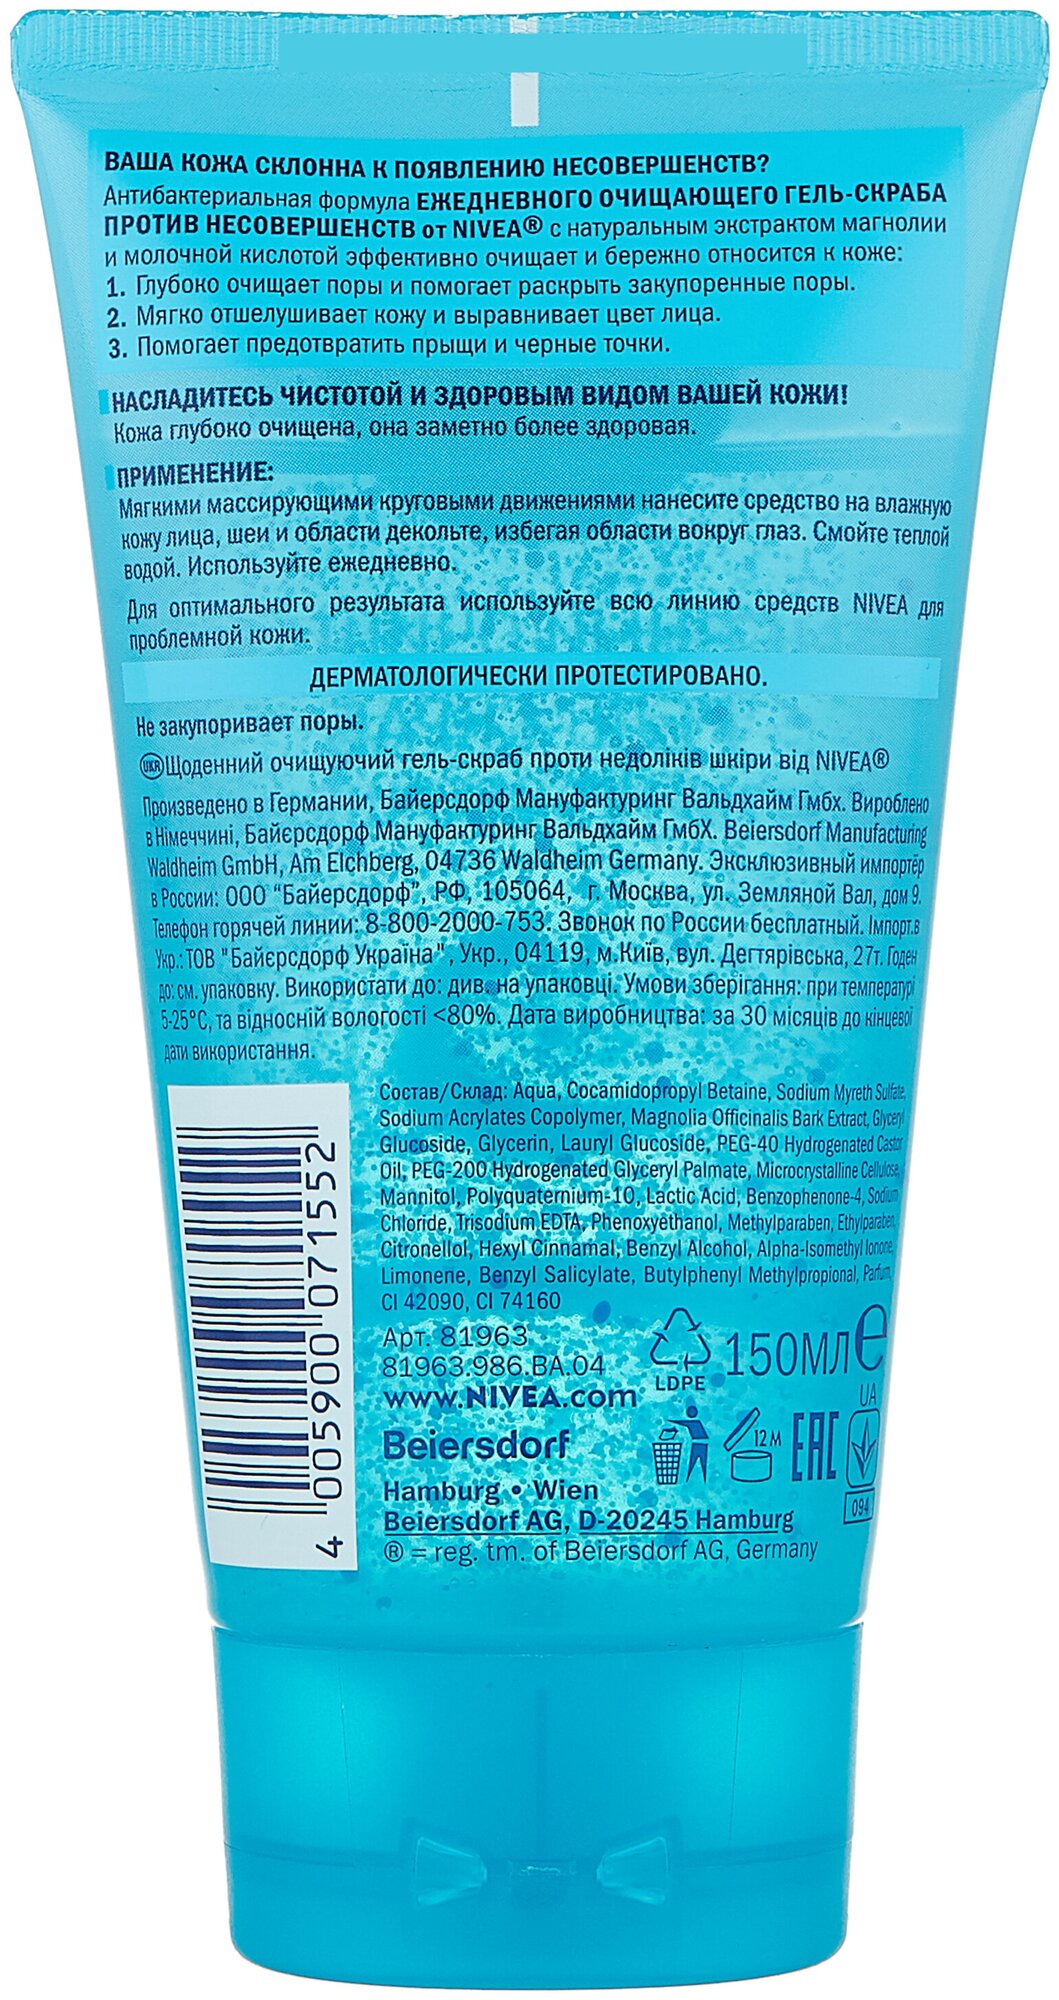 ВАША КОЖА СКЛОННА К ПОЯВЛЕНИЮ НЕСОВЕРШЕНСТВ?
Антибактериальная формула ЕЖЕДНЕВНОГО ОЧИЩАЮЩЕГО ГЕЛЬ-СКРАБА
ПРОТИВ НЕСОВЕРШЕНСТВ от NIVEA® с натуральным экстрактом магнолии
и молочной кислотой эффективно очищает и бережно относится к коже:
1. Глубоко очищает поры и помогает раскрыть закупоренные поры.
2. Мягко отшелушивает кожу и выравнивает цвет лица.
3. Помогает предотвратить прыщи и черные точки.
НАСЛАДИТЕСЬ ЧИСТОТОЙ И ЗДОРОВЫМ ВИДОМ ВАШЕЙ КОЖИ!
Кожа глубоко очищена, она заметно более здоровая.
ПРИМЕНЕНИЕ:
Мягкими массирующими круговыми движениями нанесите средство на влажную
кожу лица, шеи и области декольте, избегая области вокруг глаз. Смойте теплой
водой. Используйте ежедневно.
Для оптимального результата используйте всю линию средств NIVEA для
проблемной кожи.
ДЕРМАТОЛОГИЧЕСКИ ПРОТЕСТИРОВАНО.
Не закупоривает поры.
UKR Щоденний очищуючий гель-скраб проти недоліків шкіри від NIVEA®
Произведено в Германии, Байерсдорф Мануфактуринг Вальдхайм Гмбх. Вироблено
в Німеччині, Байєрсдорф Мануфактуринг Вальдхайм ГмбХ. Beiersdorf Manufacturing
Waldheim GmbH, Am Eichberg, 04736 Waldheim Germany. Эксклюзивный импортёр
в России: ООО "Байерсдорф", РФ, 105064, г. Москва, ул. Земляной Вал, дом 9.
Телефон горячей линии: 8-800-2000-753. Звонок по России бесплатный. Імпорт.в
Укр.: ТОВ "Байєрсдорф Україна", Укр., 04119, м.Київ, вул. Дегтярівська, 27т. Годен
до: см. упаковку. Використати до: див. на упаковці. Умови зберігання: при температурі
5-25°C, та відносній вологості <80%. Дата виробництва: за 30 місяців до кінцевої
дати використання.
Состав/Склад: Aqua, Cocamidopropyl Betaine, Sodium Myreth Sulfate,
Sodium Acrylates Copolymer, Magnolia Officinalis Bark Extract, Glyceryl
Glucoside, Glycerin, Lauryl Glucoside, PEG-40 Hydrogenated Castor
Oil, PEG-200 Hydrogenated Glyceryl Palmate, Microcrystalline Cellulose,
Mannitol, Polyquaternium-10, Lactic Acid, Benzophenone-4, Sodium
Chloride, Trisodium EDTA, Phenoxyethanol, Methylparaben, Ethylparaben,
Citronellol, Hexyl Cinnamal, Benzyl Alcohol, Alpha-Isomethyl Ionone,
Limonene, Benzyl Salicylate, Butylphenyl Methylpropional, Parfum,
CI 42090, CI 74160
4 005900 071552
Арт. 81963
81963.986.BA.04
www.NIVEA.com
LDPE
150МЛ e
UA
12 M
EAC
094
Beiersdorf
Hamburg • Wien
Beiersdorf AG, D-20245 Hamburg
® = reg. tm. of Beiersdorf AG, Germany